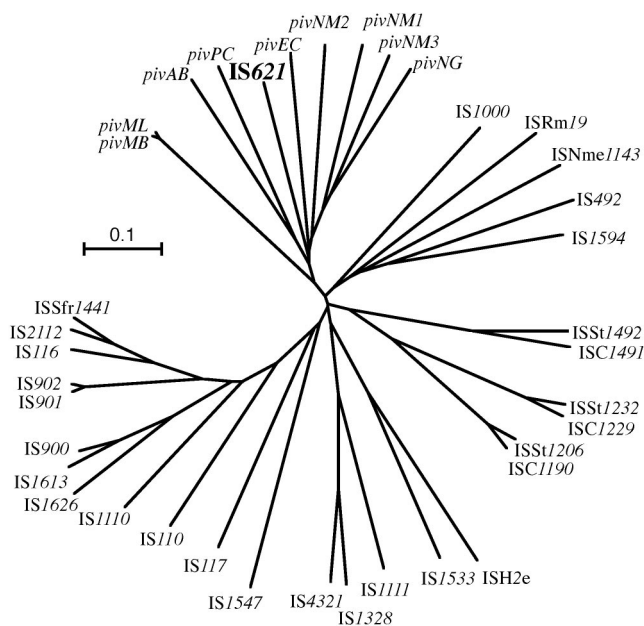 pivNM2
pivNM1
pivEC
pivNM3
pivPC
IS621
pivNG
pivAB
IS1000
pivML
ISRm19
pivMB
ISNme1143
IS492
0.1
IS1594
ISSfr1441
IS2112
ISSt1492
IS116
ISC1491
IS902
IS901
ISSt1232
ISC1229
IS900
ISSt1206
ISC1190
IS1613
IS1626
IS1110
IS110
IS117
IS1533
ISH2e
IS1111
IS1547
IS4321
IS1328